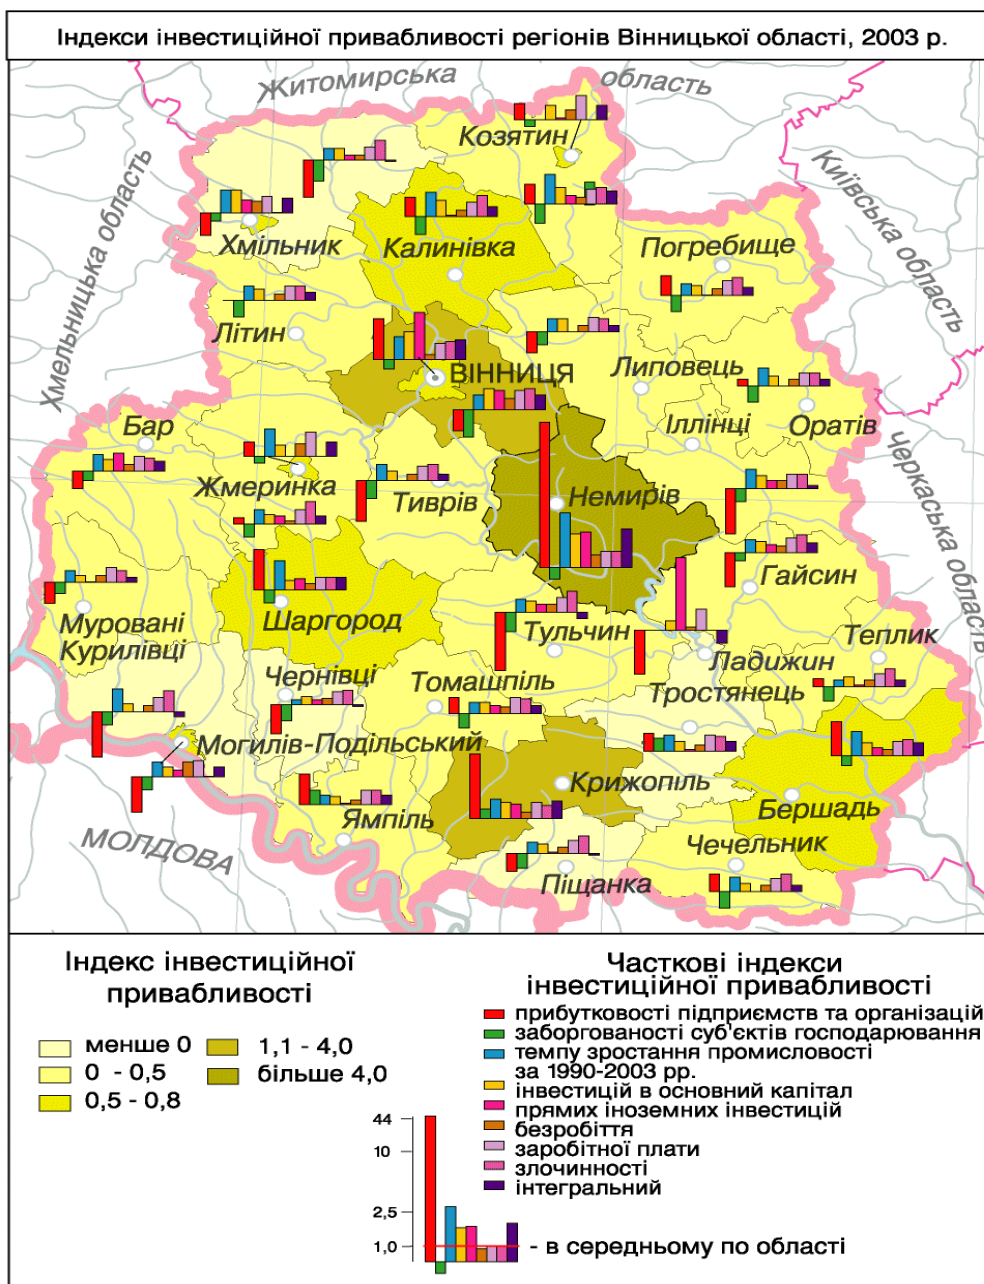 Індекси інвестиційної привабливості регіонів Вінницької області, 2003 р.
Житомирська область
Козятин
Київська область
Хмельницька область
Хмільник
Калинівка
Погребище
Літин
ВІННИЦЯ
Липовець
Оратів
Іллінці
Бар
Жмеринка
Тиврів
Немирів
Черкаська область
Гайсин
Муровані
Курилівці
Шаргород
Тульчин
Ладижин
Теплик
Чернівці
Томашпіль
Тростянець
Могилів-Подільський
Крижопіль
Бершадь
Ямпіль
МОЛДОВА
Чечельник
Піщанка
Індекс інвестиційної
привабливості
менше 0
0 - 0,5
0,5 - 0,8
1,1 - 4,0
більше 4,0
Часткові індекси
інвестиційної привабливості
прибутковості підприємств та організацій
заборгованості суб'єктів господарювання
темпу зростання промисловості
за 1990-2003 рр.
інвестицій в основний капітал
прямих іноземних інвестицій
безробіття
заробітної плати
злочинності
інтегральний
44
10
2,5
1,0
- в середньому по області